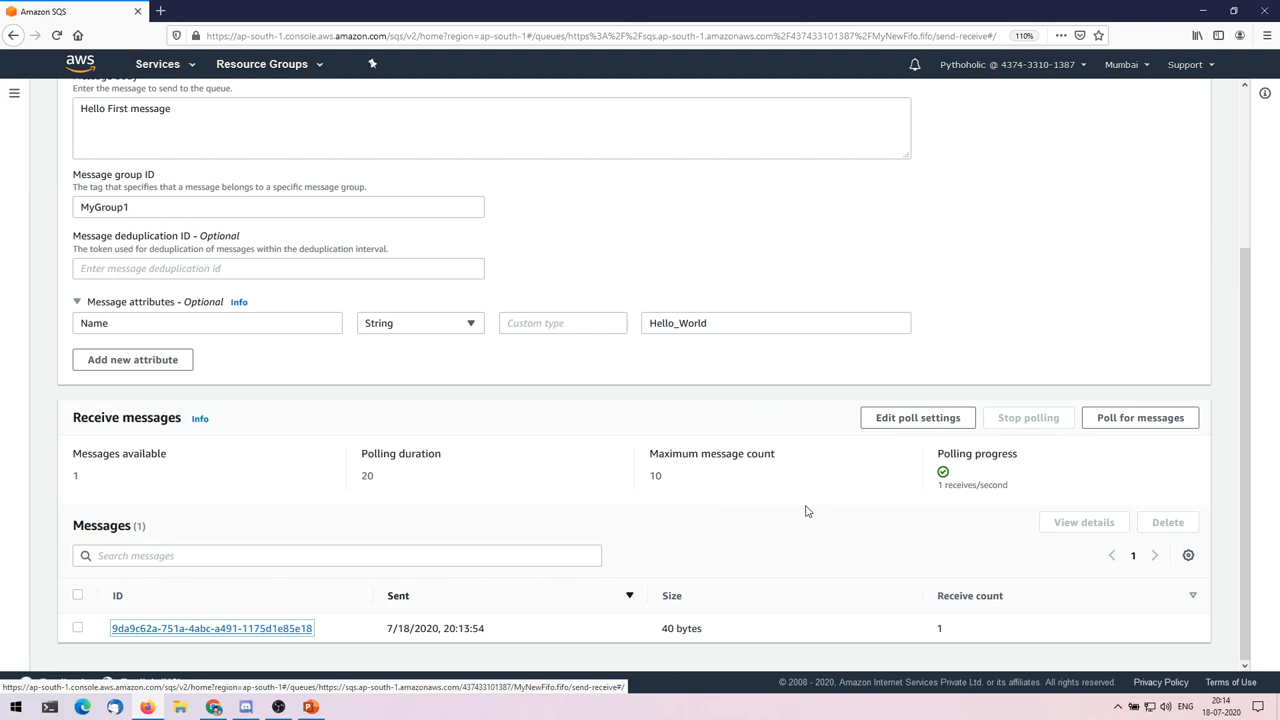 Amazon SQS
https://ap-south-1.console.aws.amazon.com/sqs/v2/home?region=ap-south-1#/queues/https%3A%2F%2Fsqs.ap-south-1.amazonaws.com%2F437433101387%2FMyNewFifo.fifo/send-receive#/
110%
aws Services Resource Groups Pythoholic @ 4374-3310-1387 Mumbai Support
Enter the message to send to the queue.
Hello First message
Message group ID
The tag that specifies that a message belongs to a specific message group.
MyGroup1
Message deduplication ID - Optional
The token used for deduplication of messages within the deduplication interval.
Enter message deduplication id
Message attributes - Optional Info
Name String Custom type Hello_World
Add new attribute
Receive messages Info Edit poll settings Stop polling Poll for messages
Messages available Polling duration Maximum message count Polling progress
1 20 10
1 receives/second
Messages (1) View details Delete
Search messages 1
ID Sent Size Receive count
9da9c62a-751a-4abc-a491-1175d1e85e18 7/18/2020, 20:13:54 40 bytes 1
© 2008 - 2020, Amazon Internet Services Private Ltd. or its affiliates. All rights reserved. Privacy Policy Terms of Use
https://ap-south-1.console.aws.amazon.com/sqs/v2/home?region=ap-south-1#/queues/https://sqs.ap-south-1.amazonaws/437433101387/MyNewFifo.fifo/send-receive#/
ENG 20:14
18-07-2020